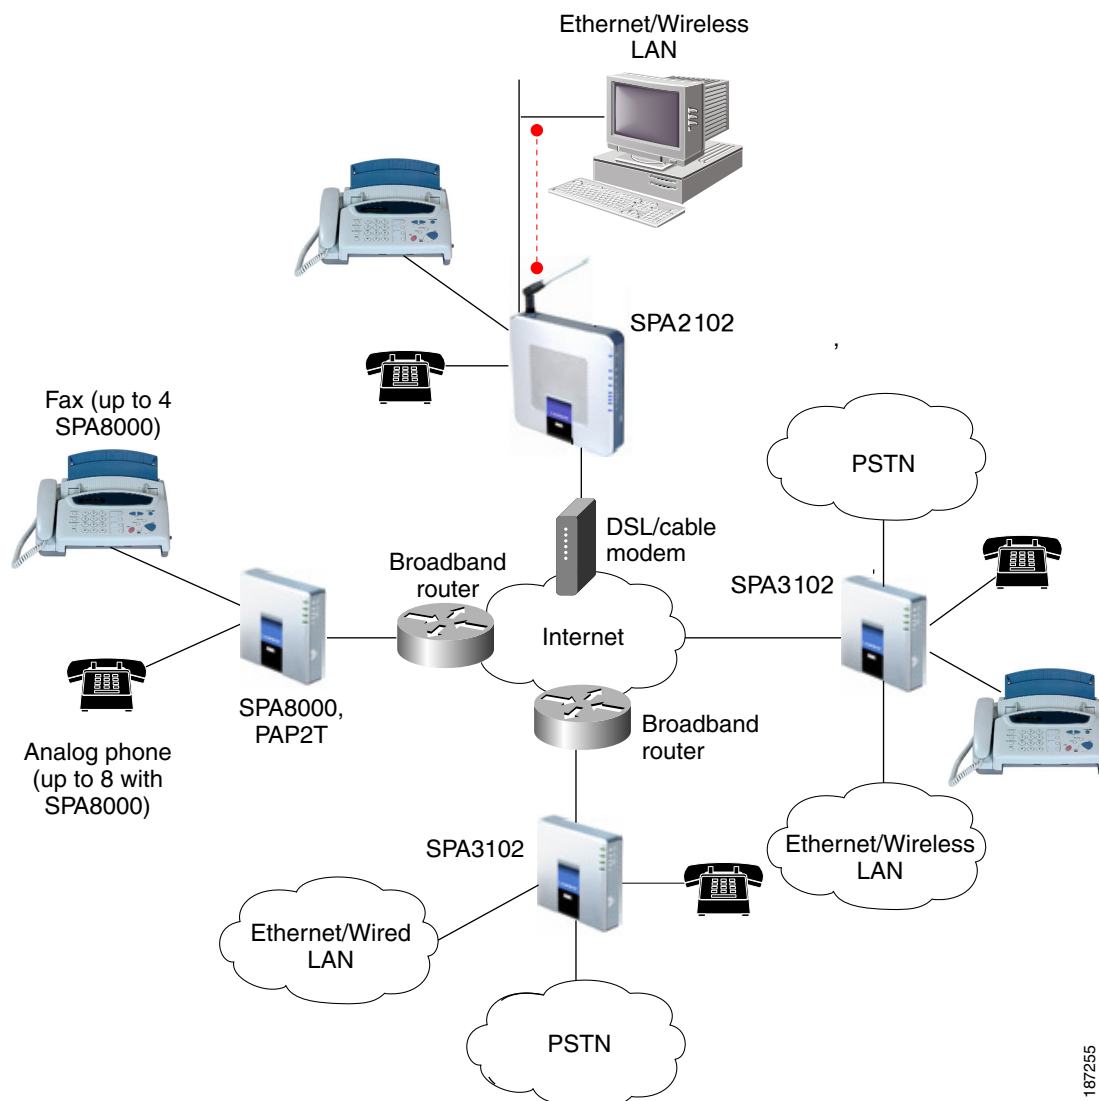 Ethernet/Wireless
LAN
SPA2102
,
Fax (up to 4
SPA8000)
PSTN
DSL/cable
modem
Broadband
router
SPA3102
,
Internet
SPA8000,
PAP2T
Broadband
router
Analog phone
(up to 8 with
SPA8000)
SPA3102
Ethernet/Wireless
LAN
Ethernet/Wired
LAN
PSTN
187255